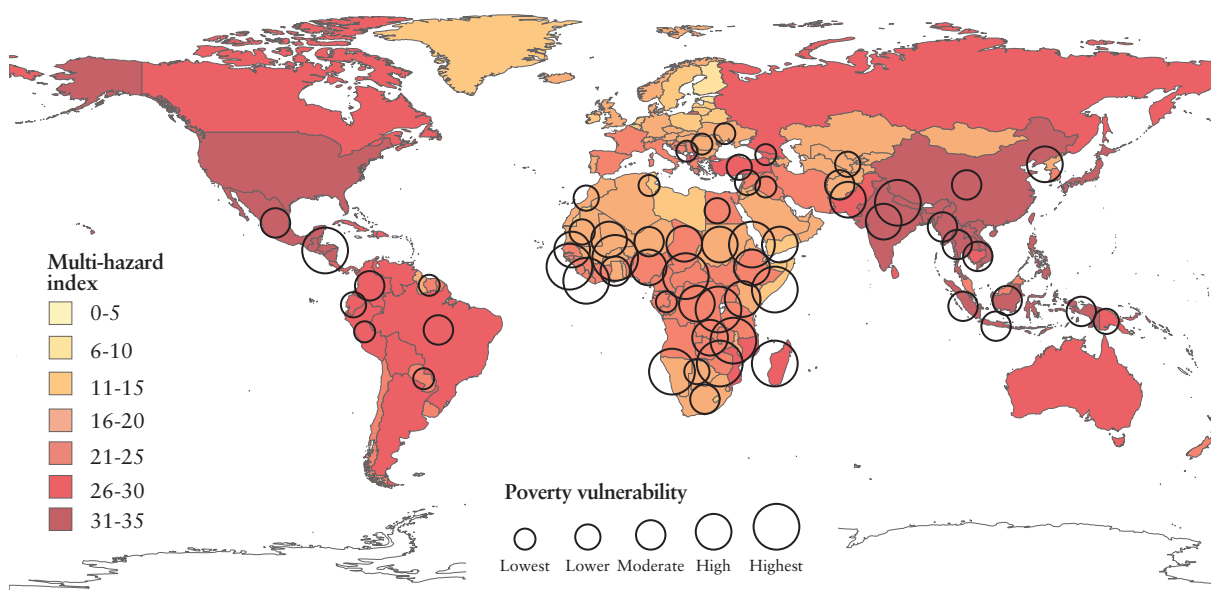 Multi-hazard
index
0-5
6-10
11-15
16-20
21-25
26-30
31-35
Poverty vulnerability
Lowest Lower Moderate High Highest